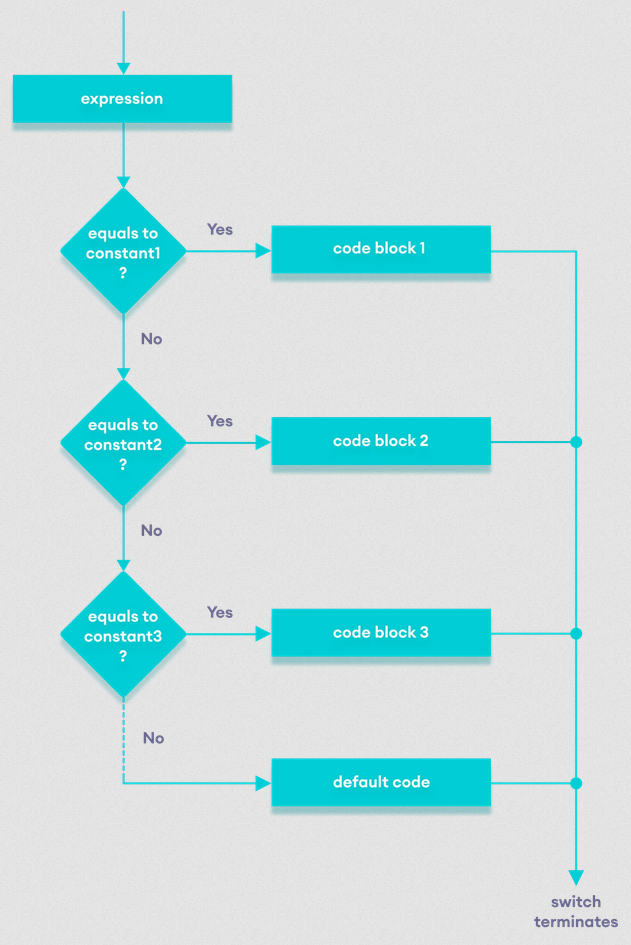 expression
equals to
constant1
?
Yes
code block 1
No
equals to
constant2
?
Yes
code block 2
No
equals to
constant3
?
Yes
code block 3
No
default code
switch
terminates